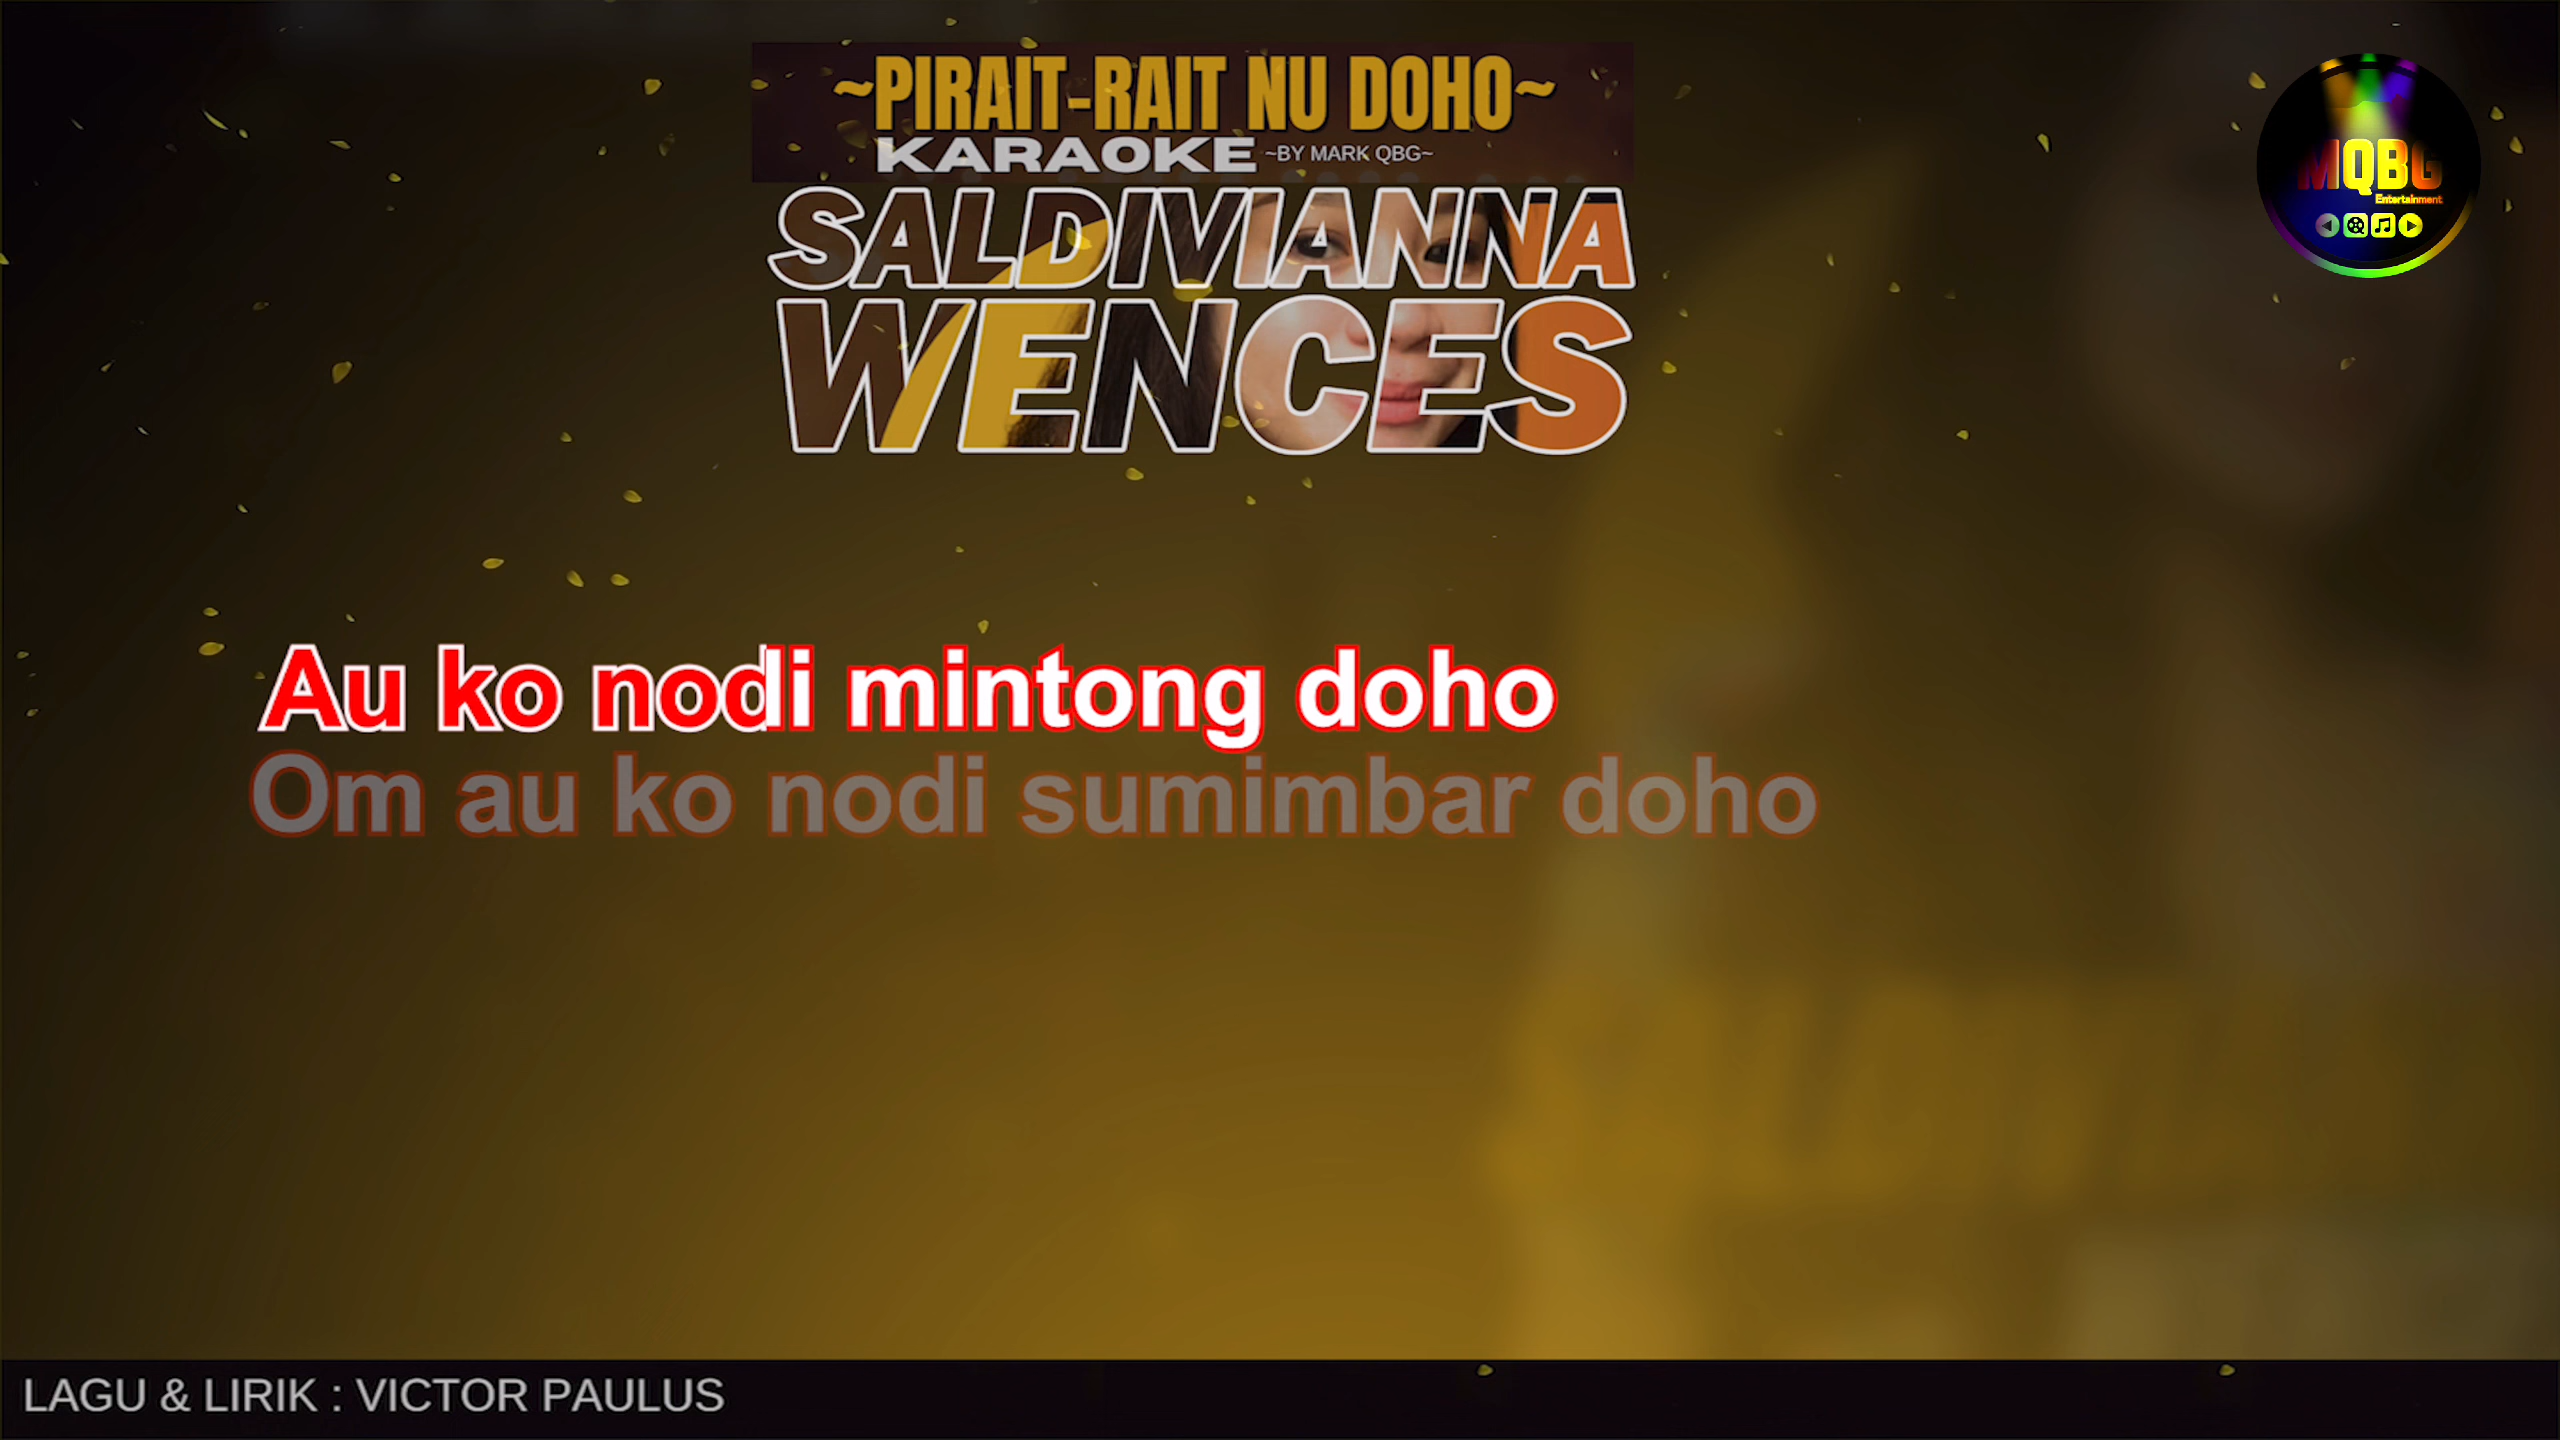 ~PIRAIT-RAIT NU DOHO~
KARAOKE ~BY MARK QBG~
SALDIVIANNA
WENCES
MQBG
Entertainment
Au ko nodi mintong doho
Om au ko nodi sumimbar doho
LAGU & LIRIK : VICTOR PAULUS